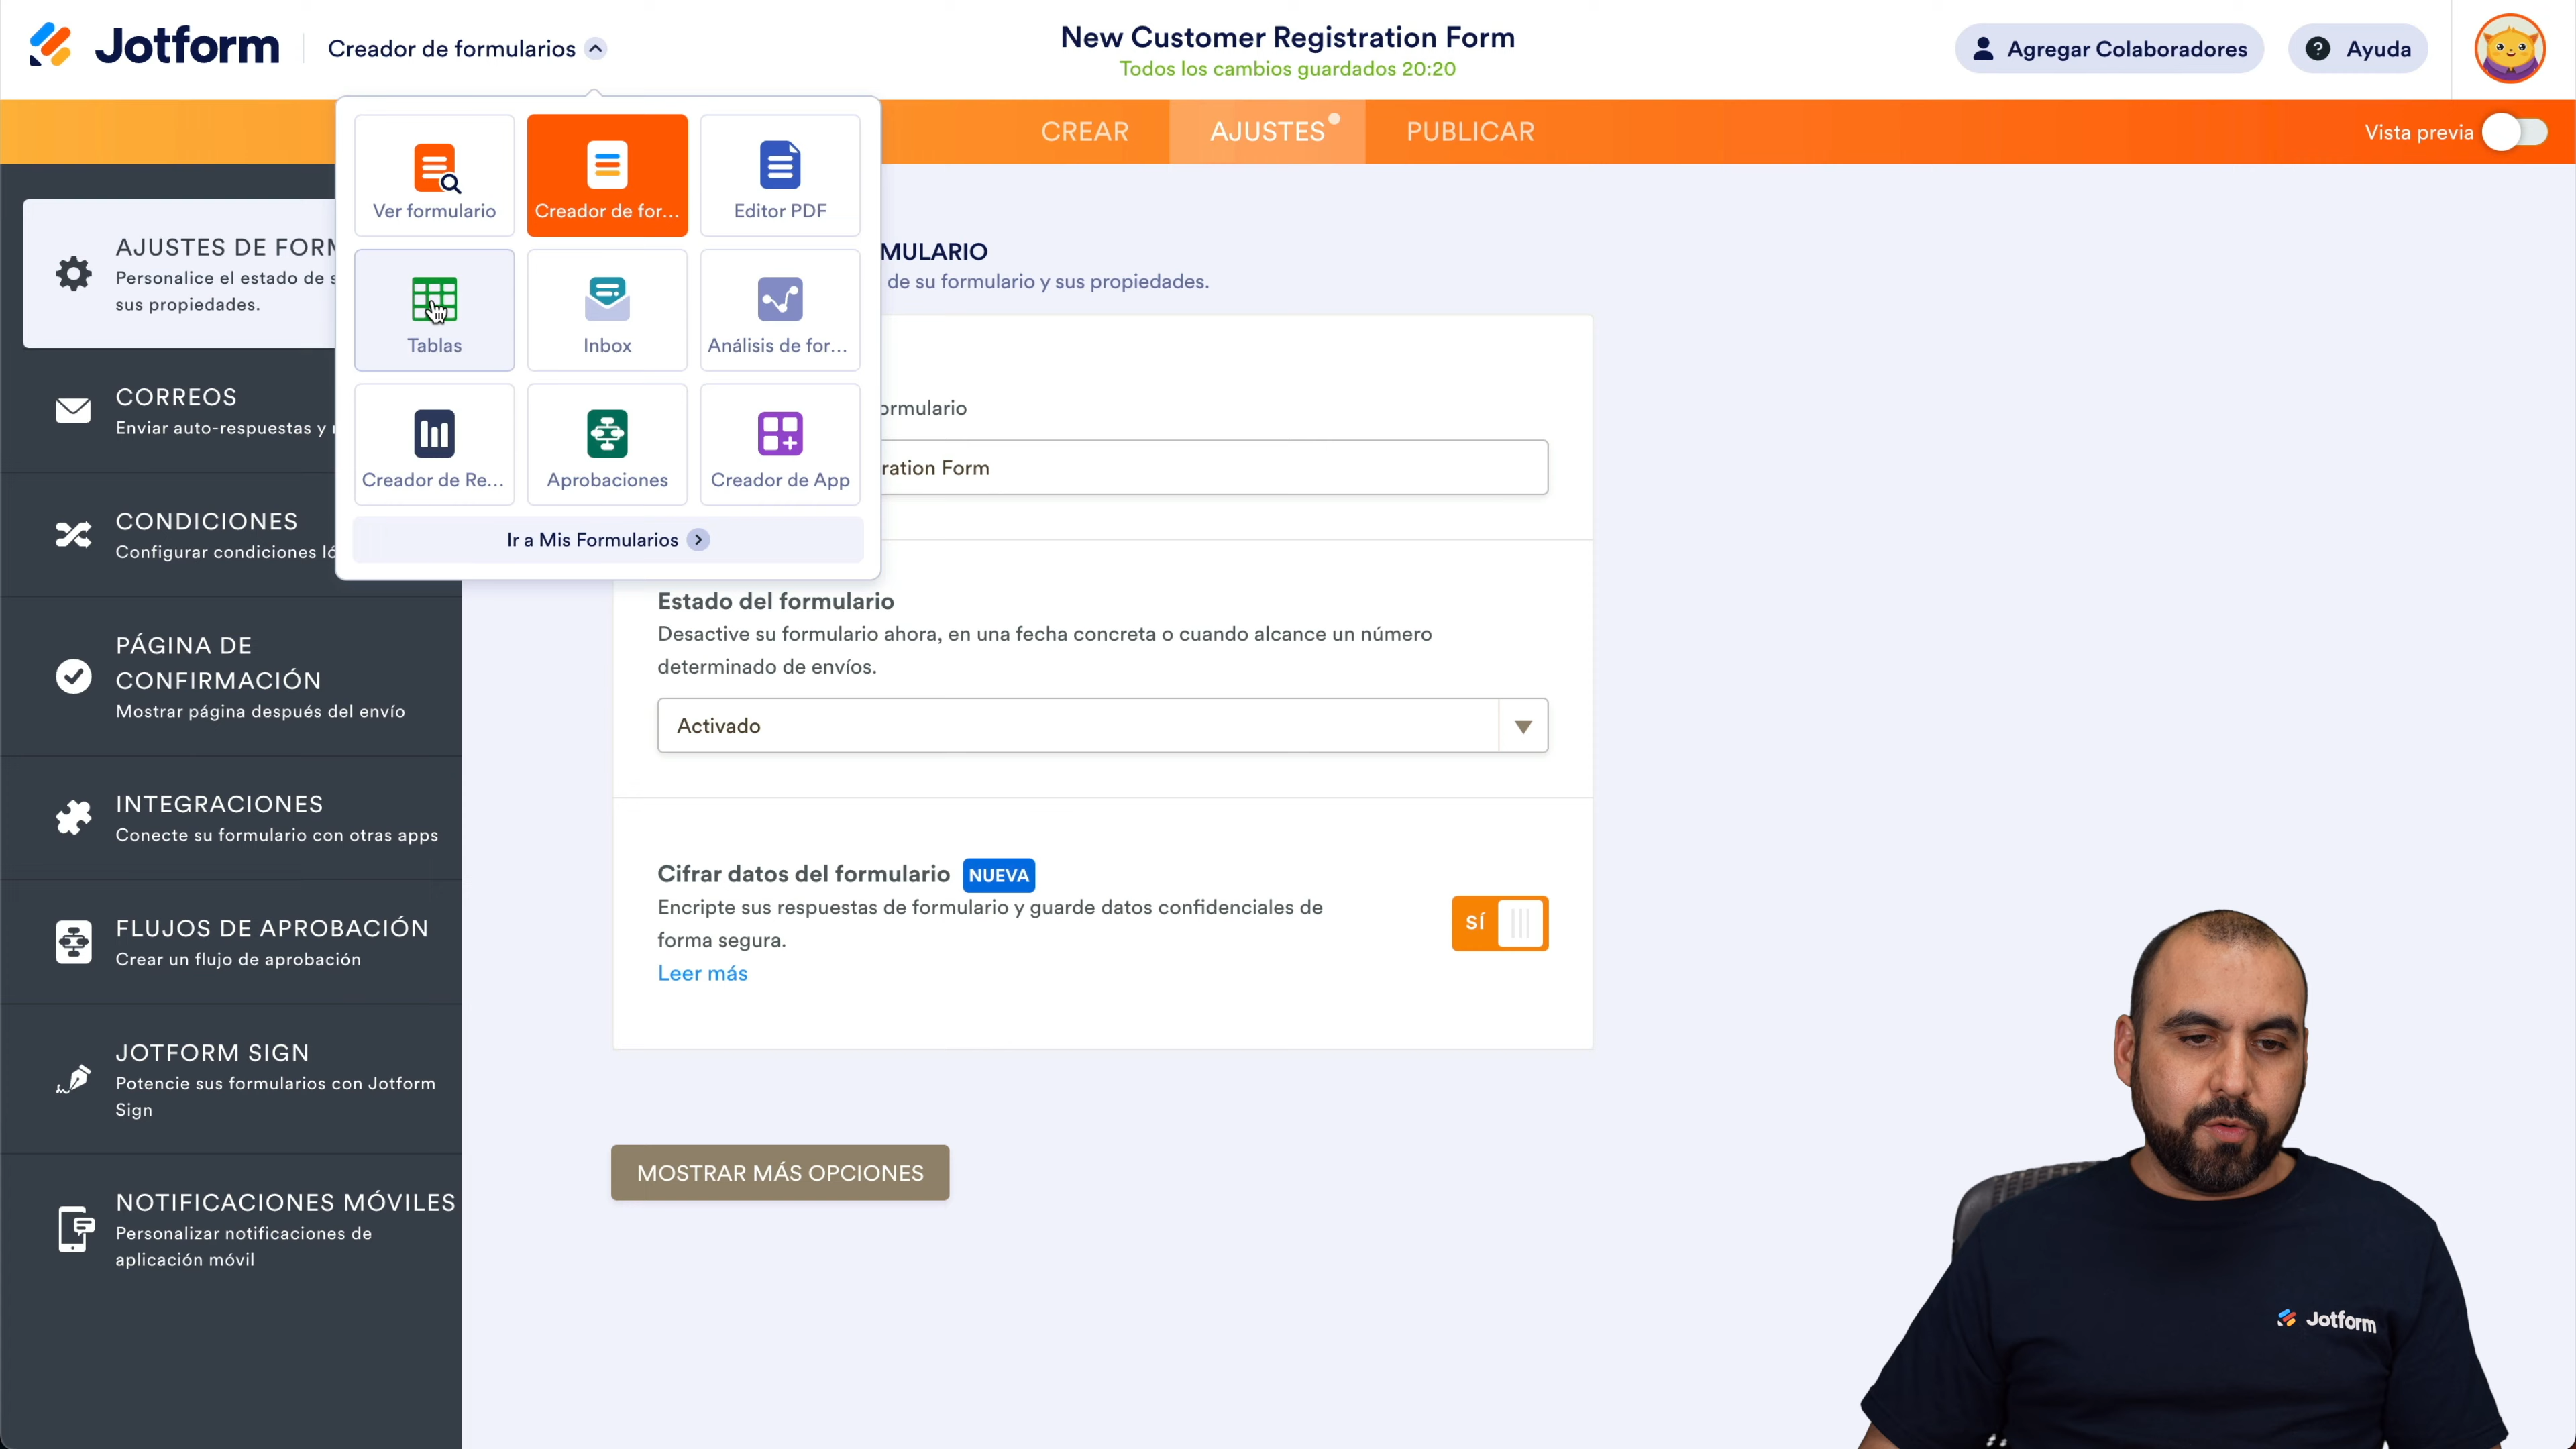 Jotform
Creador de formularios
New Customer Registration Form
Todos los cambios guardados 20:20
Agregar Colaboradores
Ayuda
CREAR
AJUSTES
PUBLICAR
Vista previa
Ver formulario
Creador de for...
Editor PDF
Tablas
Inbox
Análisis de for...
Creador de Re...
Aprobaciones
Creador de App
Ir a Mis Formularios
AJUSTES DE FORM
Personalice el estado de s
sus propiedades.
CORREOS
Enviar auto-respuestas y
CONDICIONES
Configurar condiciones ló
PÁGINA DE
CONFIRMACIÓN
Mostrar página después del envío
INTEGRACIONES
Conecte su formulario con otras apps
FLUJOS DE APROBACIÓN
Crear un flujo de aprobación
JOTFORM SIGN
Potencie sus formularios con Jotform
Sign
NOTIFICACIONES MÓVILES
Personalizar notificaciones de
aplicación móvil
MULARIO
de su formulario y sus propiedades.
ormulario
ration Form
Estado del formulario
Desactive su formulario ahora, en una fecha concreta o cuando alcance un número
determinado de envíos.
Activado
Cifrar datos del formulario NUEVA
Encripte sus respuestas de formulario y guarde datos confidenciales de
forma segura.
Leer más
SÍ
MOSTRAR MÁS OPCIONES
Jotform